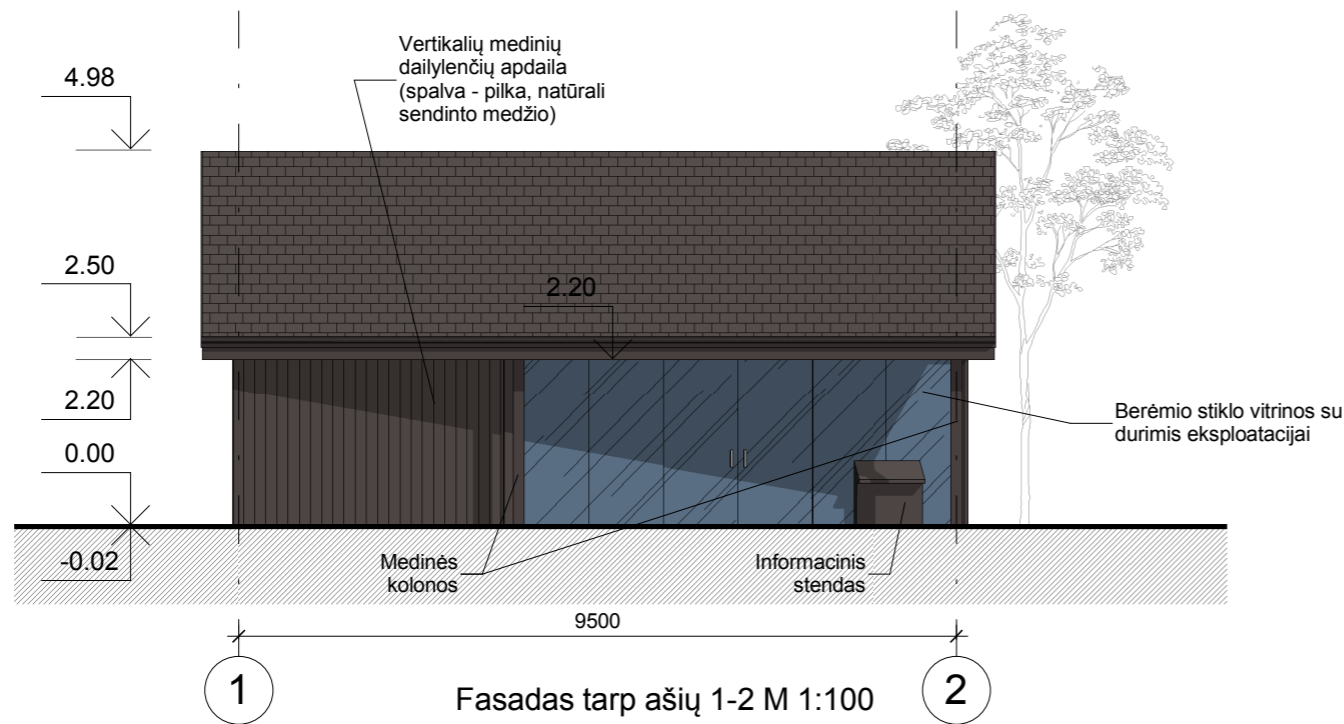 Vertikalių medinių
dailylenčių apdaila
(spalva - pilka, natūrali
sendinto medžio)
4.98
2.50
2.20
2.20
Berėmio stiklo vitrinos su
durimis eksploatacijai
0.00
-0.02
Medinės
kolonos
Informacinis
stendas
9500
1
2
Fasadas tarp ašių 1-2 M 1:100